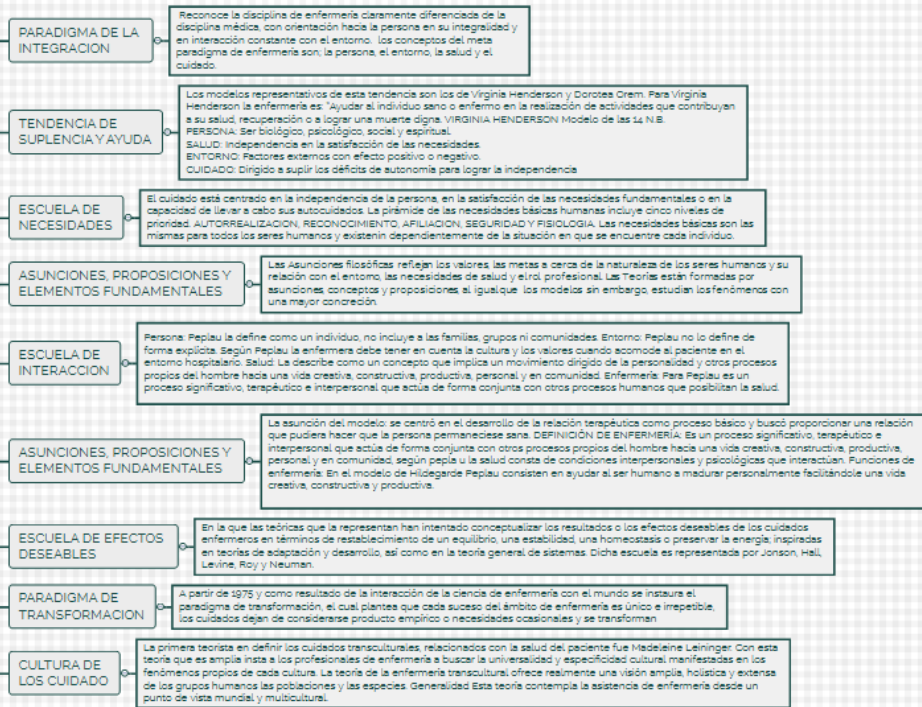 PARADIGMA DE LA
INTEGRACION
Reconoce la disciplina de enfermería claramente diferenciada de la
disciplina médica, con orientación hacia la persona en su integralidad y
en interacción constante con el entorno. los conceptos del meta
paradigma de enfermería son; la persona, el entorno, la salud y el
cuidado.
TENDENCIA DE
SUPLENCIA Y AYUDA
Los modelos representativos de esta tendencia son los de Virginia Henderson y Dorotea Orem. Para Virginia
Henderson la enfermería es: "Ayudar al individuo sano o enfermo en la realización de actividades que contribuyan
a su salud, recuperación o a lograr una muerte digna. VIRGINIA HENDERSON Modelo de las 14 N.B.
PERSONA: Ser biológico, psicológico, social y espiritual.
SALUD: Independencia en la satisfacción de las necesidades.
ENTORNO: Factores externos con efecto positivo o negativo.
CUIDADO: Dirigido a suplir los déficits de autonomía para lograr la independencia
ESCUELA DE
NECESIDADES
El cuidado está centrado en la independencia de la persona, en la satisfacción de las necesidades fundamentales o en la
capacidad de llevar a cabo sus autocuidados. La pirámide de las necesidades básicas humanas incluye cinco niveles de
prioridad. AUTORREALIZACION, RECONOCIMIENTO, AFILIACION, SEGURIDAD Y FISIOLOGIA. Las necesidades básicas son las
mismas para todos los seres humanos y existenin dependientemente de la situación en que se encuentre cada individuo.
ASUNCIONES, PROPOSICIONES Y
ELEMENTOS FUNDAMENTALES
Las Asunciones filosóficas reflejan los valores, las metas a cerca de la naturaleza de los seres humanos y su
relación con el entorno, las necesidades de salud y el rol profesional. Las Teorías están formadas por
asunciones, conceptos y proposiciones, al igual que los modelos sin embargo, estudian los fenómenos con
una mayor concreción.
ESCUELA DE
INTERACCION
Persona: Peplau la define como un individuo, no incluye a las familias, grupos ni comunidades. Entorno: Peplau no lo define de
forma explícita. Según Peplau la enfermera debe tener en cuenta la cultura y los valores cuando acomode al paciente en el
entorno hospitalario. Salud: La describe como un concepto que implica un movimiento dirigido de la personalidad y otros procesos
propios del hombre hacia una vida creativa, constructiva, productiva, personal y en comunidad. Enfermería: Para Peplau es un
proceso significativo, terapéutico e interpersonal que actúa de forma conjunta con otros procesos humanos que posibilitan la salud.
ASUNCIONES, PROPOSICIONES Y
ELEMENTOS FUNDAMENTALES
La asunción del modelo: se centró en el desarrollo de la relación terapéutica como proceso básico y buscó proporcionar una relación
que pudiera hacer que la persona permaneciese sana. DEFINICIÓN DE ENFERMERÍA: Es un proceso significativo, terapéutico e
interpersonal que actúa de forma conjunta con otros procesos propios del hombre hacia una vida creativa, constructiva, productiva,
personal y en comunidad, según pepla u la salud consta de condiciones interpersonales y psicológicas que interactúan. Funciones de
enfermería: En el modelo de Hildegarde Peplau consisten en ayudar al ser humano a madurar personalmente facilitándole una vida
creativa, constructiva y productiva.
ESCUELA DE EFECTOS
DESEABLES
En la que las teóricas que la representan han intentado conceptualizar los resultados o los efectos deseables de los cuidados
enfermeros en términos de restablecimiento de un equilibrio, una estabilidad, una homeostasis o preservar la energía; inspiradas
en teorías de adaptación y desarrollo, así como en la teoría general de sistemas. Dicha escuela es representada por Jonson, Hall,
Levine, Roy y Neuman.
PARADIGMA DE
TRANSFORMACION
A partir de 1975 y como resultado de la interacción de la ciencia de enfermería con el mundo se instaura el
paradigma de transformación, el cual plantea que cada suceso del ámbito de enfermería es único e irrepetible,
los cuidados dejan de considerarse producto empírico o necesidades ocasionales y se transforman
CULTURA DE
LOS CUIDADO
La primera teorista en definir los cuidados transculturales, relacionados con la salud del paciente fue Madeleine Leininger. Con esta
teoría que es amplia insta a los profesionales de enfermería a buscar la universalidad y especificidad cultural manifestadas en los
fenómenos propios de cada cultura. La teoría de la enfermería transcultural ofrece realmente una visión amplia, holística y extensa
de los grupos humanos las poblaciones y las especies. Generalidad Esta teoría contempla la asistencia de enfermería desde un
punto de vista mundial y multicultural.